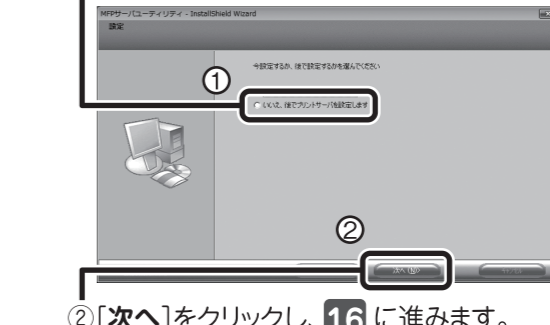 MFPサーバユーティリティ - InstallShield Wizard
設定
今設定するか、後で設定するかを選んでください
①
いいえ、後でプリントサーバを設定します
②
次へ(N)
②[次へ]をクリックし、16 に進みます。